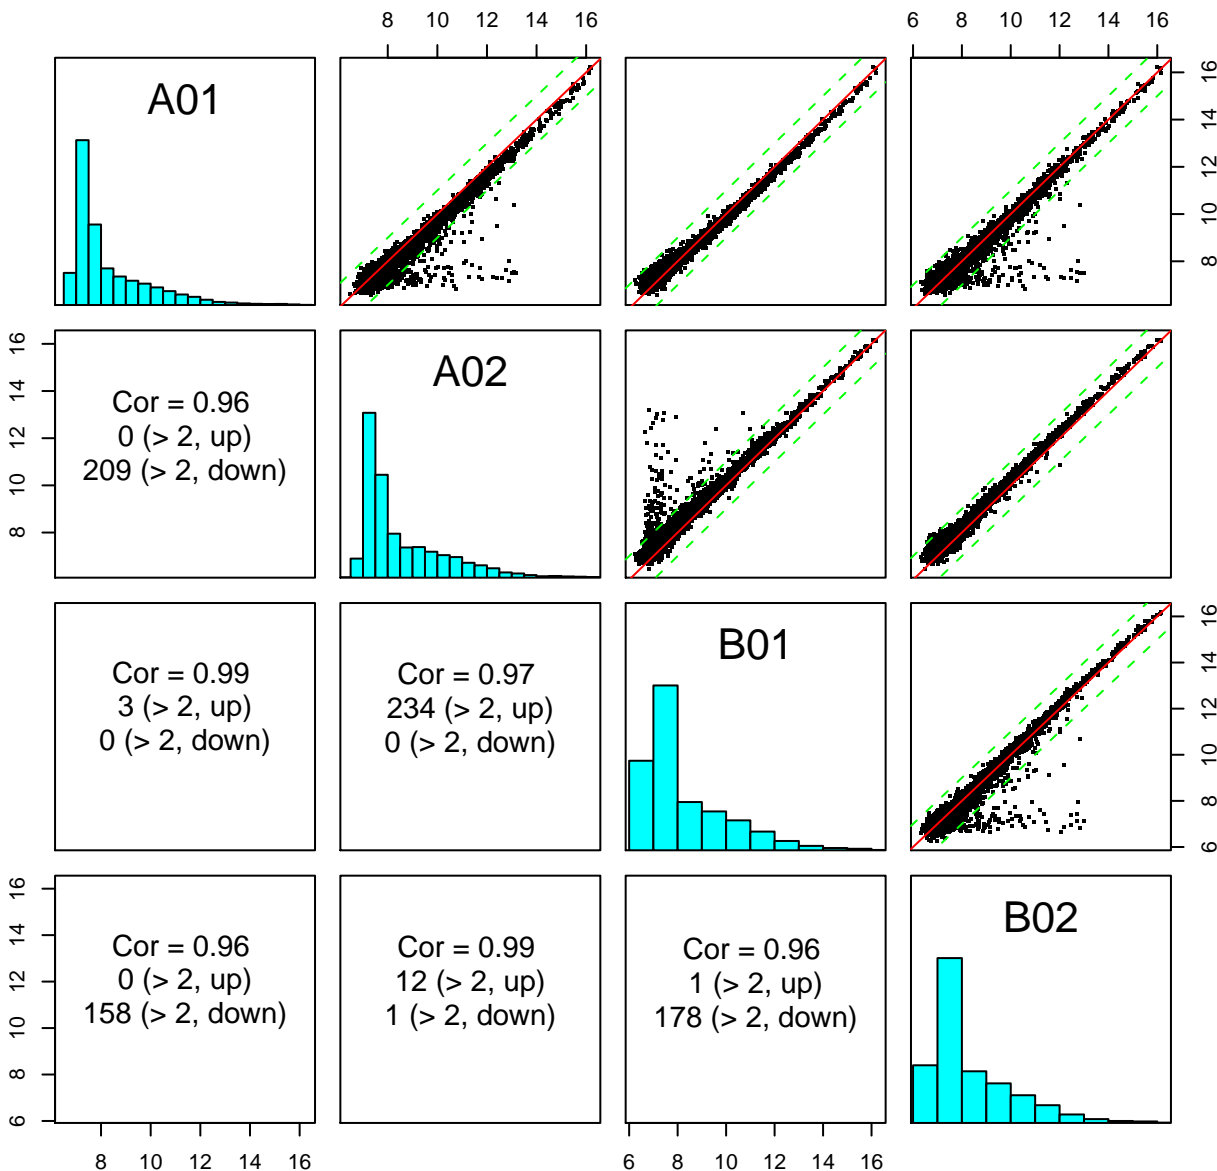 8 10 12 14 16
6 8 10 12 14 16
A01
8 10 12 14 16
8 10 12 14 16
Cor = 0.96
0 (> 2, up)
209 (> 2, down)
A02
Cor = 0.99
3 (> 2, up)
0 (> 2, down)
Cor = 0.97
234 (> 2, up)
0 (> 2, down)
B01
6 8 10 12 14 16
6 8 10 12 14 16
Cor = 0.96
0 (> 2, up)
158 (> 2, down)
Cor = 0.99
12 (> 2, up)
1 (> 2, down)
Cor = 0.96
1 (> 2, up)
178 (> 2, down)
B02
8 10 12 14 16
6 8 10 12 14 16